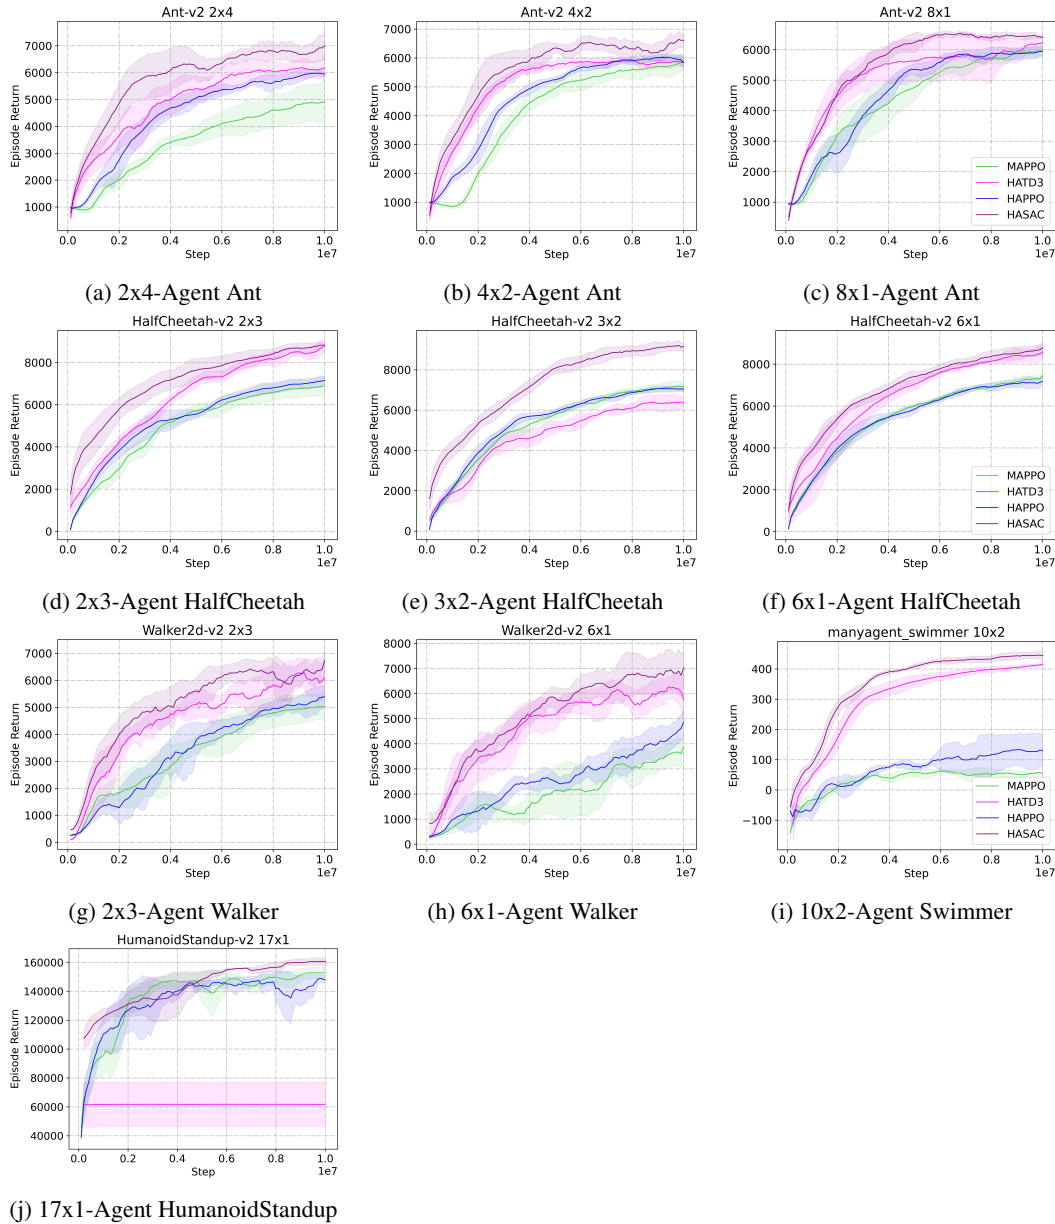 Ant-v2 2x4
Episode Return
7000
6000
5000
4000
3000
2000
1000
0.0 0.2 0.4 0.6 0.8 1.0
Step
1e7
(a) 2x4-Agent Ant
Ant-v2 4x2
Episode Return
7000
6000
5000
4000
3000
2000
1000
0.0 0.2 0.4 0.6 0.8 1.0
Step
1e7
(b) 4x2-Agent Ant
Ant-v2 8x1
Episode Return
6000
5000
4000
3000
2000
1000
MAPPO
HATD3
HAPPO
HASAC
0.0 0.2 0.4 0.6 0.8 1.0
Step
1e7
(c) 8x1-Agent Ant
HalfCheetah-v2 2x3
Episode Return
8000
6000
4000
2000
0
0.0 0.2 0.4 0.6 0.8 1.0
Step
1e7
(d) 2x3-Agent HalfCheetah
HalfCheetah-v2 3x2
Episode Return
8000
6000
4000
2000
0
0.0 0.2 0.4 0.6 0.8 1.0
Step
1e7
(e) 3x2-Agent HalfCheetah
HalfCheetah-v2 6x1
Episode Return
8000
6000
4000
2000
0
MAPPO
HATD3
HAPPO
HASAC
0.0 0.2 0.4 0.6 0.8 1.0
Step
1e7
(f) 6x1-Agent HalfCheetah
Walker2d-v2 2x3
Episode Return
7000
6000
5000
4000
3000
2000
1000
0
0.0 0.2 0.4 0.6 0.8 1.0
Step
1e7
(g) 2x3-Agent Walker
Walker2d-v2 6x1
Episode Return
8000
7000
6000
5000
4000
3000
2000
1000
0
0.0 0.2 0.4 0.6 0.8 1.0
Step
1e7
(h) 6x1-Agent Walker
manyagent_swimmer 10x2
Episode Return
400
300
200
100
0
−100
MAPPO
HATD3
HAPPO
HASAC
0.0 0.2 0.4 0.6 0.8 1.0
Step
1e7
(i) 10x2-Agent Swimmer
HumanoidStandup-v2 17x1
Episode Return
160000
140000
120000
100000
80000
60000
40000
0.0 0.2 0.4 0.6 0.8 1.0
Step
1e7
(j) 17x1-Agent HumanoidStandup